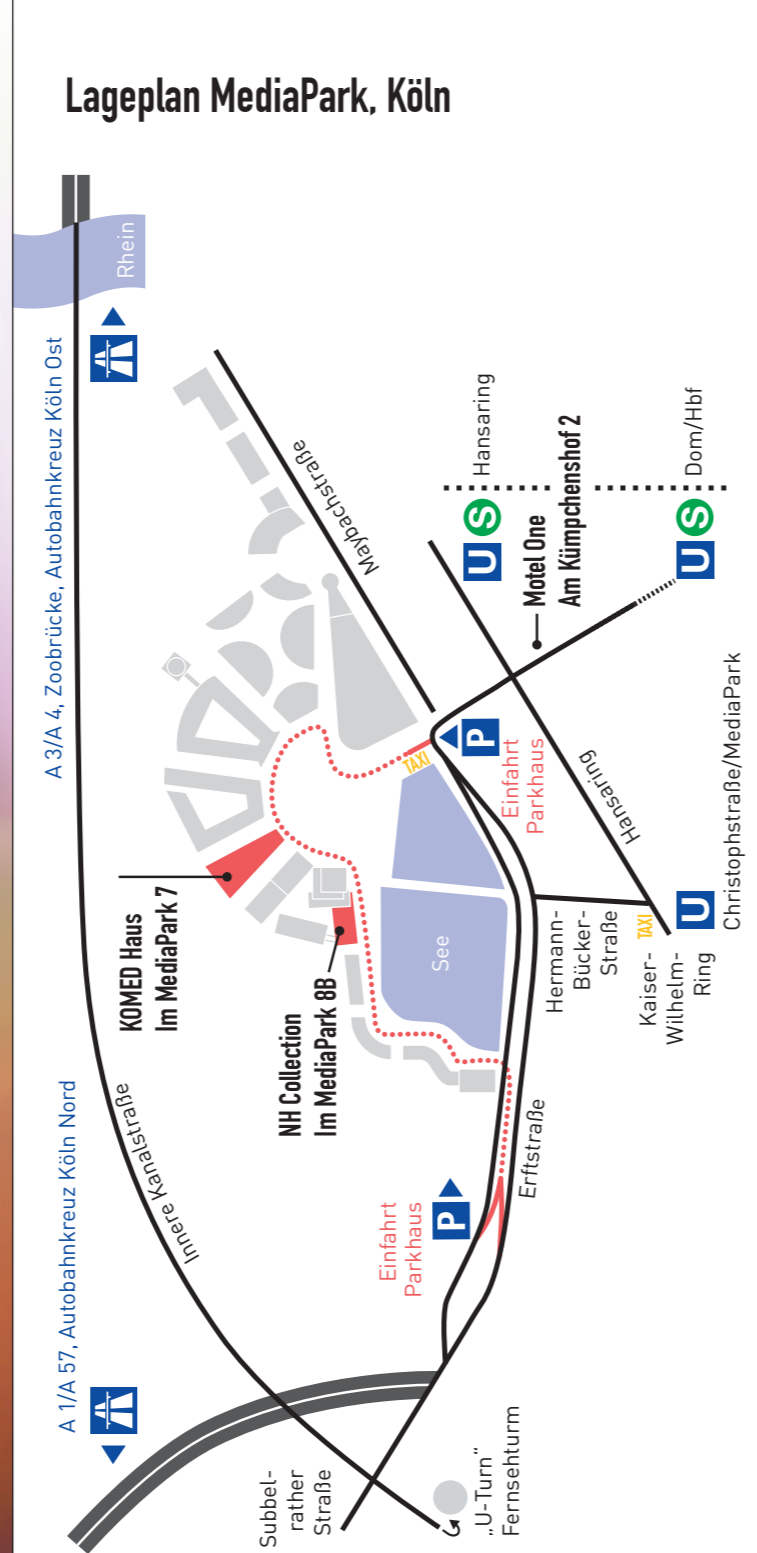 Lageplan MediaPark, Köln
Rhein
A 3/A 4, Zoobrücke, Autobahnkreuz Köln Ost
A 1/A 57, Autobahnkreuz Köln Nord
Innere Kanalstraße
Maybachstraße
KOMED Haus
Im MediaPark 7
NH Collection
Im MediaPark 8B
See
TAXI
P
Einfahrt
Parkhaus
U S Hansaring
Motel One
Am Kümpchenshof 2
U S Dom/Hbf
Hansaring
U
Christophstraße/MediaPark
TAXI
Kaiser-
Wilhelm-
Ring
Hermann-
Bücker-
Straße
Erftstraße
P
Einfahrt
Parkhaus
Subbel-
rather
Straße
„U-Turn“
Fernsehturm